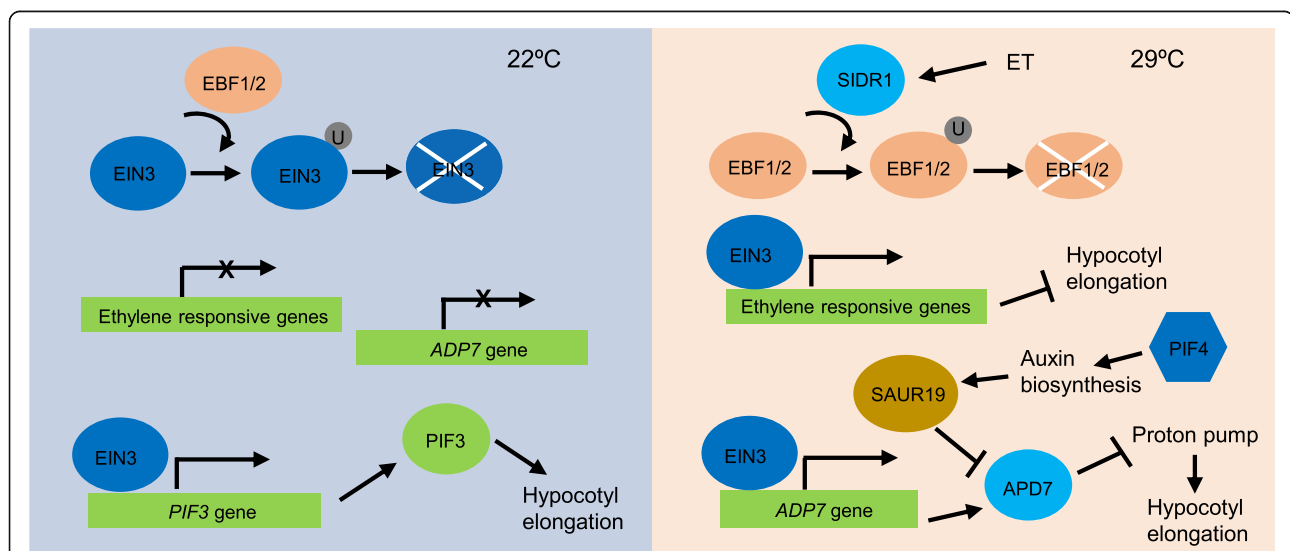 22ºC
EBF1/2
U
EIN3
EIN3
EIN3
X
Ethylene responsive genes
X
ADP7 gene
EIN3
PIF3 gene
PIF3
Hypocotyl
elongation
29ºC
SIDR1
ET
U
EBF1/2
EBF1/2
EBF1/2
EIN3
Ethylene responsive genes
Hypocotyl
elongation
PIF4
Auxin
biosynthesis
SAUR19
EIN3
ADP7 gene
APD7
Proton pump
Hypocotyl
elongation